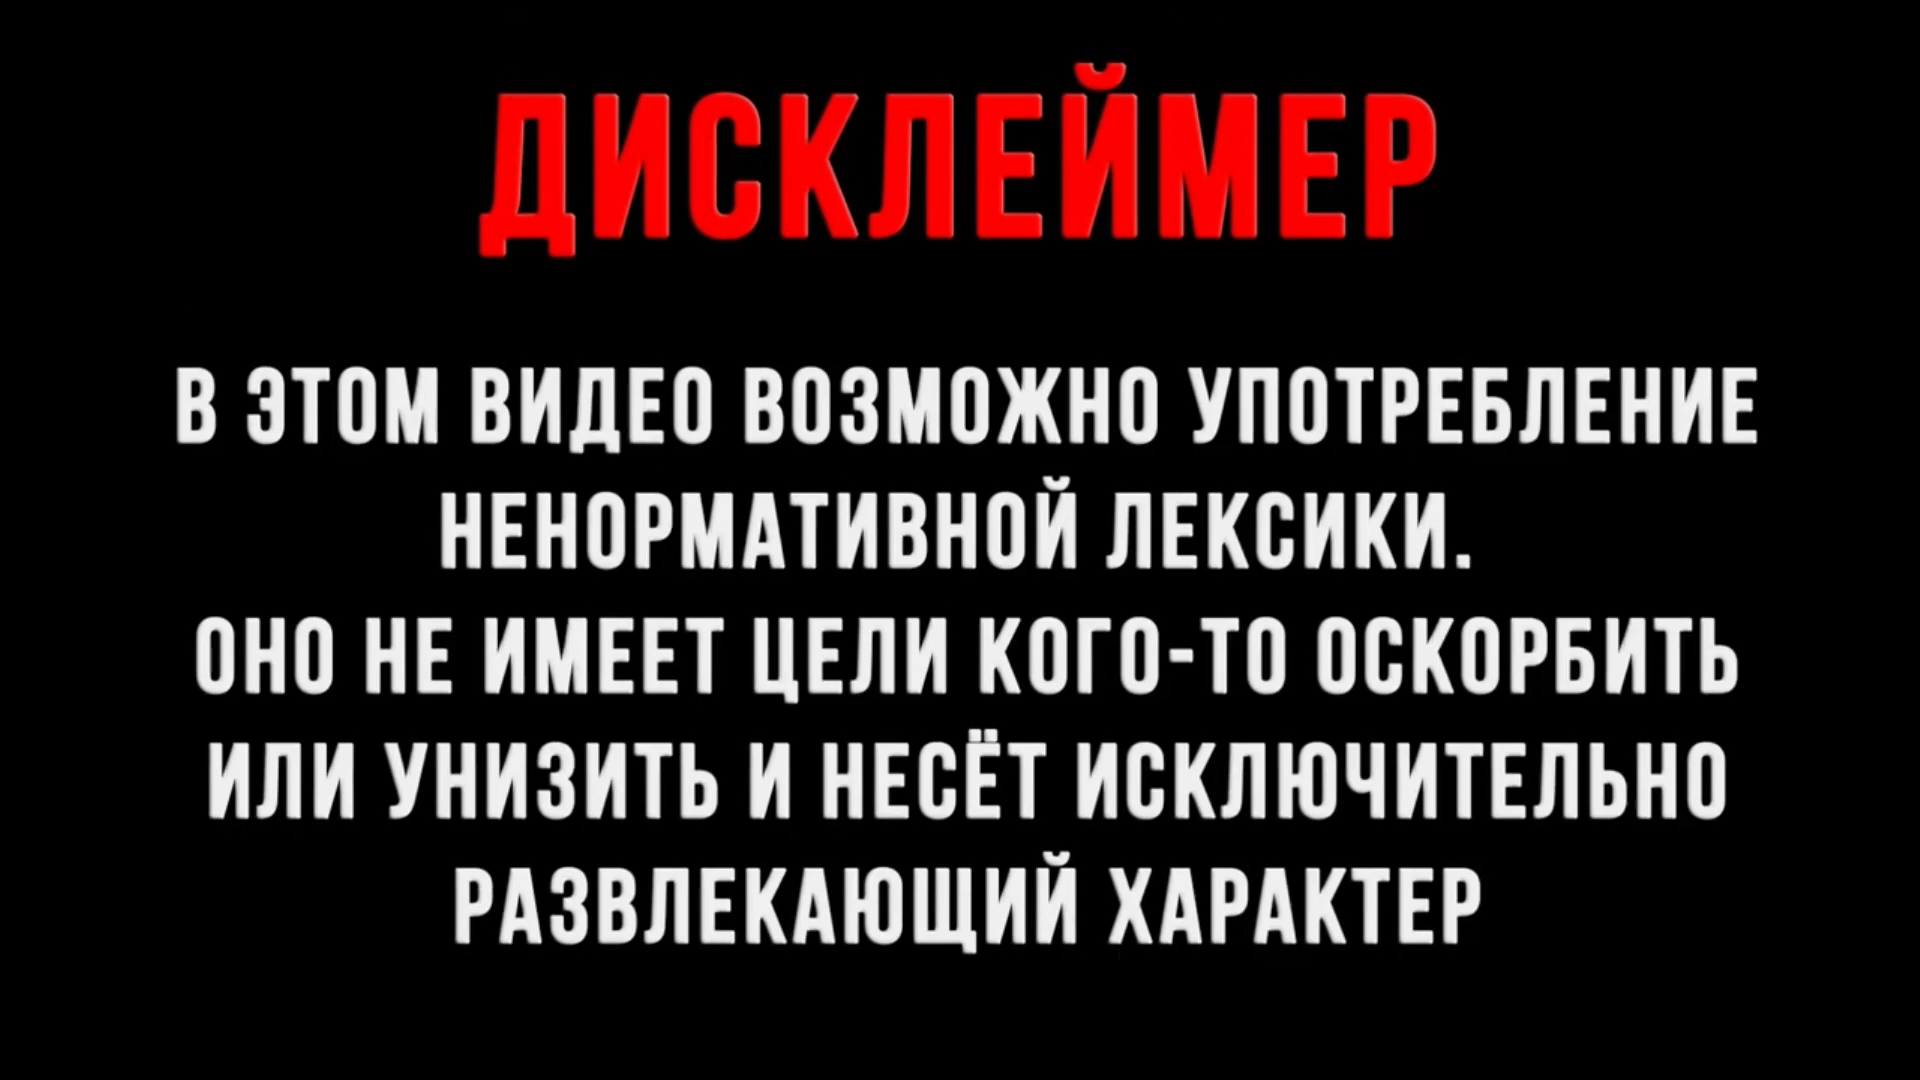 ДИСКЛЕЙМЕР
В ЭТОМ ВИДЕО ВОЗМОЖНО УПОТРЕБЛЕНИЕ
НЕНОРМАТИВНОЙ ЛЕКСИКИ.
ОНО НЕ ИМЕЕТ ЦЕЛИ КОГО-ТО ОСКОРБИТЬ
ИЛИ УНИЗИТЬ И НЕСЁТ ИСКЛЮЧИТЕЛЬНО
РАЗВЛЕКАЮЩИЙ ХАРАКТЕР